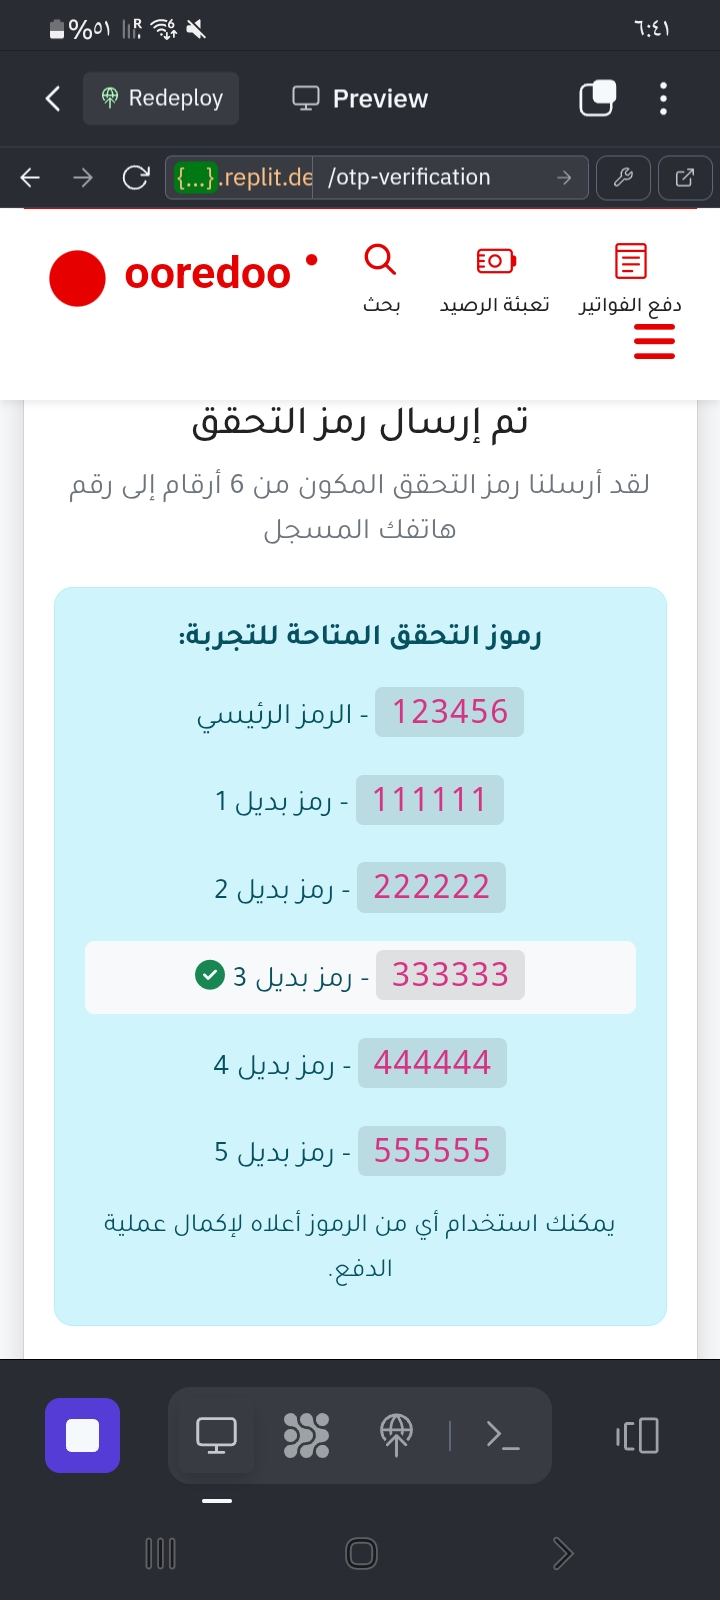 %٥١ R 6 ٦:٤١
Redeploy Preview
{...}.replit.de /otp-verification
ooredoo
بحث تعبئة الرصيد دفع الفواتير
تم إرسال رمز التحقق
لقد أرسلنا رمز التحقق المكون من 6 أرقام إلى رقم
هاتفك المسجل
رموز التحقق المتاحة للتجربة:
123456 - الرمز الرئيسي
111111 - رمز بديل 1
222222 - رمز بديل 2
333333 - رمز بديل 3
444444 - رمز بديل 4
555555 - رمز بديل 5
يمكنك استخدام أي من الرموز أعلاه لإكمال عملية
الدفع.